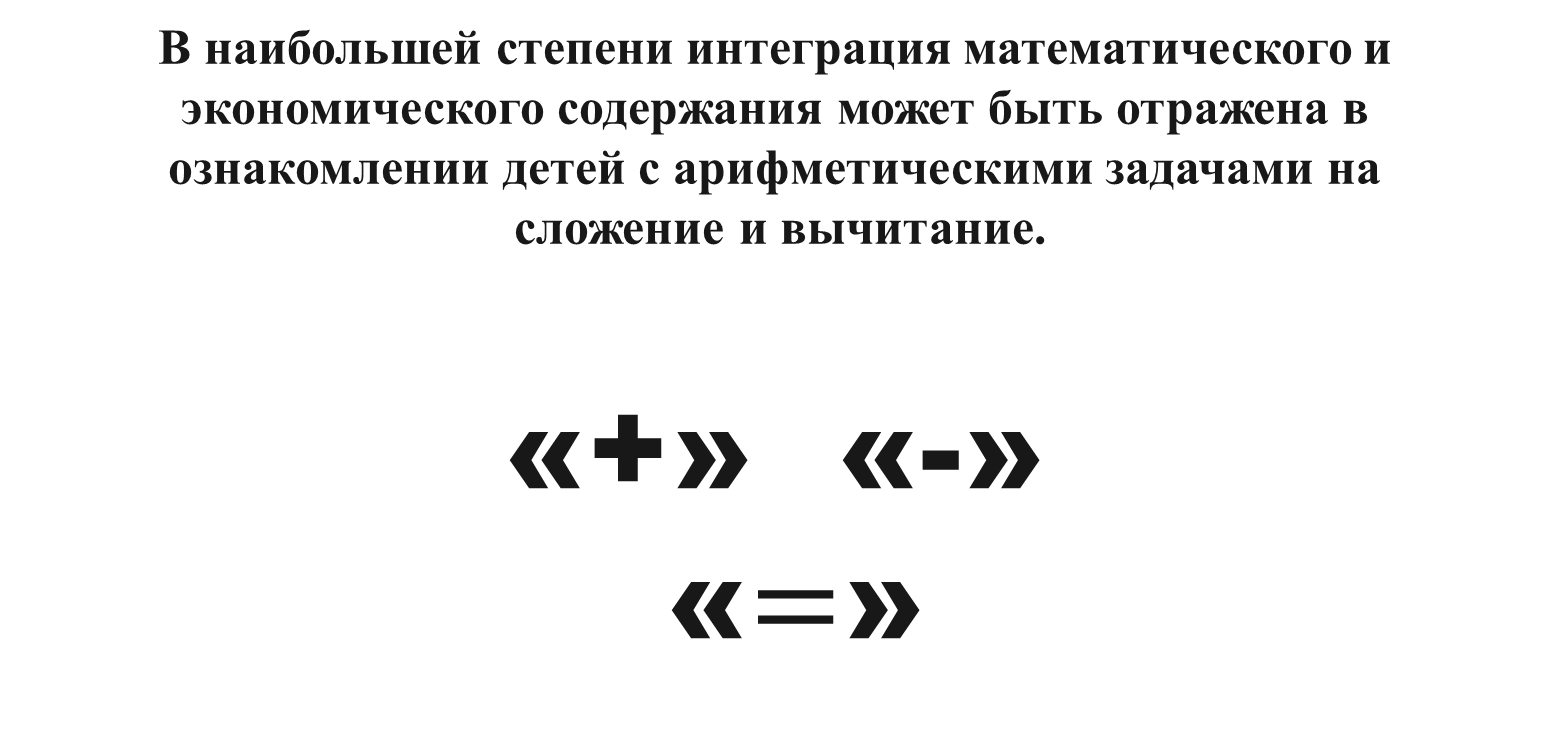 В наибольшей степени интеграция математического и
экономического содержания может быть отражена в
ознакомлении детей с арифметическими задачами на
сложение и вычитание.
«+» «-»
«=»